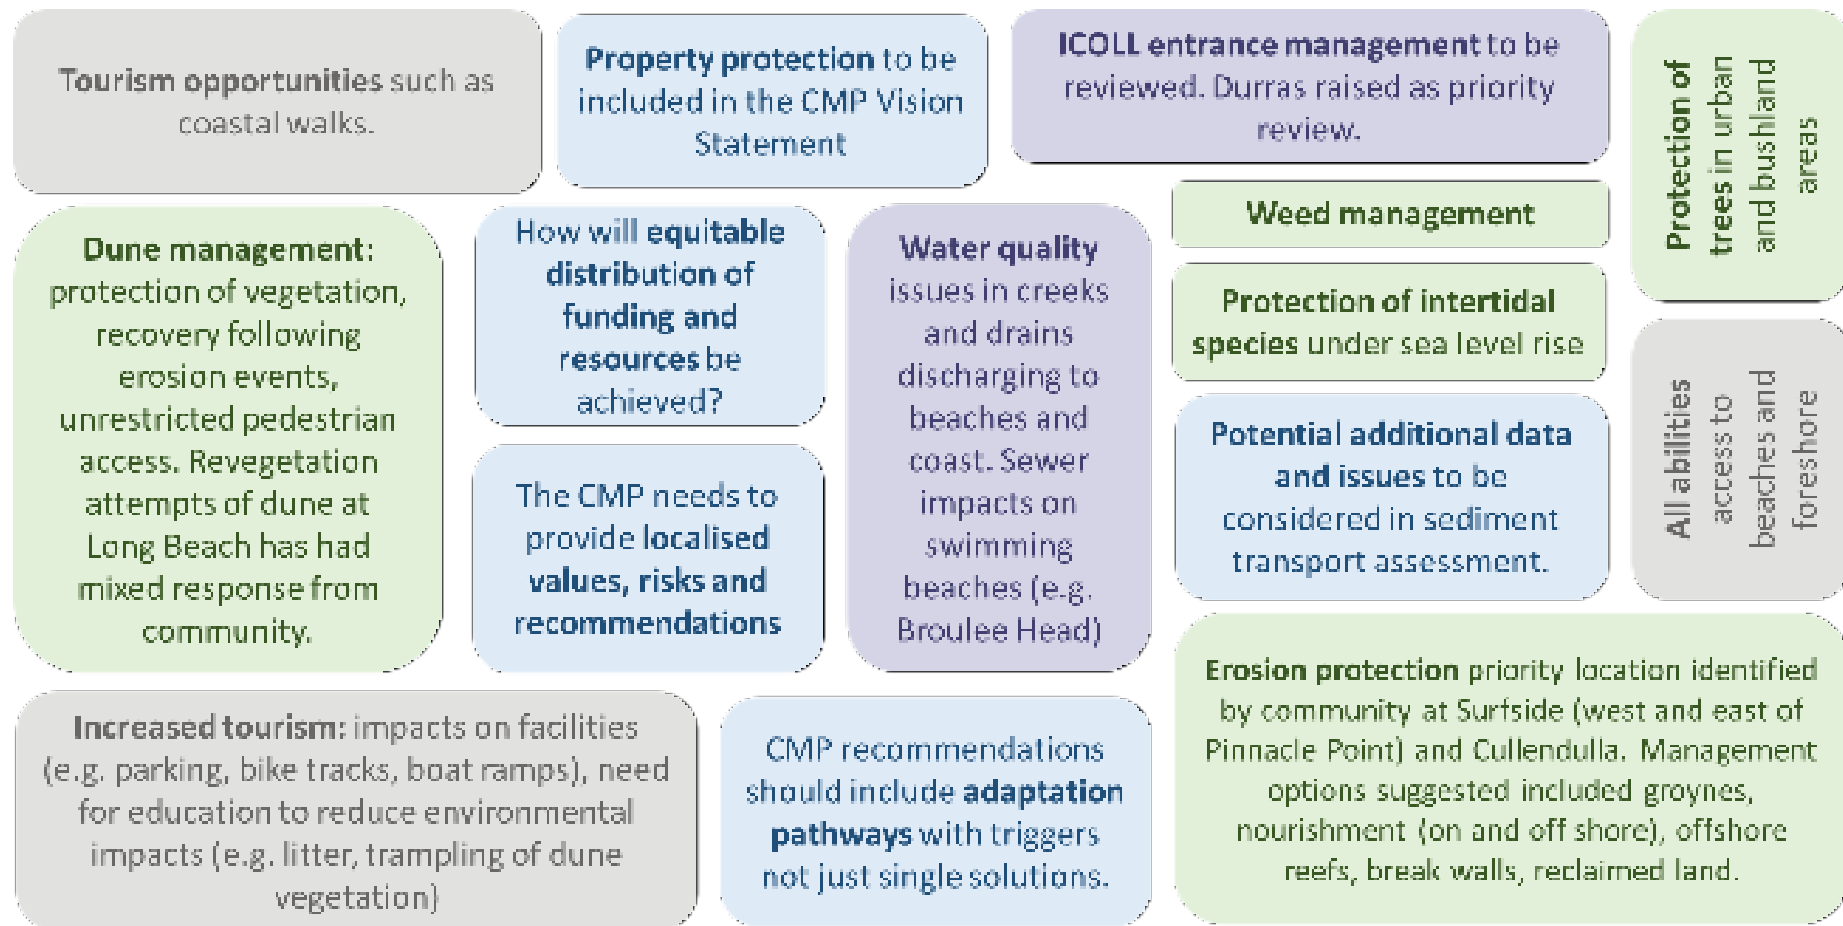 Tourism opportunities such as
coastal walks.
Property protection to be
included in the CMP Vision
Statement
ICOLL entrance management to be
reviewed. Durras raised as priority
review.
Protection of
trees in urban
and bushland
areas
Dune management:
protection of vegetation,
recovery following
erosion events,
unrestricted pedestrian
access. Revegetation
attempts of dune at
Long Beach has had
mixed response from
community.
How will equitable
distribution of
funding and
resources be
achieved?
Water quality
issues in creeks
and drains
discharging to
beaches and
coast. Sewer
impacts on
swimming
beaches (e.g.
Broulee Head)
Weed management
Protection of intertidal
species under sea level rise
All abilities
access to
beaches and
foreshore
The CMP needs to
provide localised
values, risks and
recommendations
Potential additional data
and issues to be
considered in sediment
transport assessment.
Increased tourism: impacts on facilities
(e.g. parking, bike tracks, boat ramps), need
for education to reduce environmental
impacts (e.g. litter, trampling of dune
vegetation)
CMP recommendations
should include adaptation
pathways with triggers
not just single solutions.
Erosion protection priority location identified
by community at Surfside (west and east of
Pinnacle Point) and Cullendulla. Management
options suggested included groynes,
nourishment (on and off shore), offshore
reefs, break walls, reclaimed land.